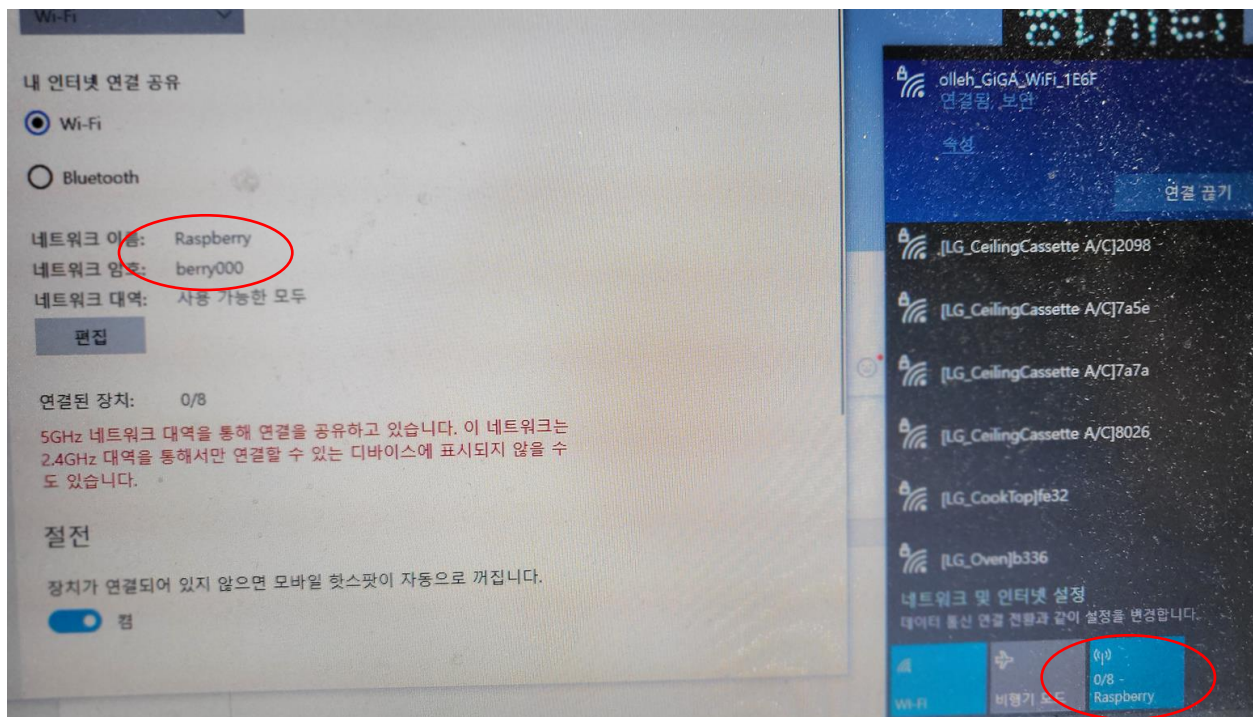 Wi-Fi
내 인터넷 연결 공유
Wi-Fi
Bluetooth
네트워크 이름: Raspberry
네트워크 암호: berry000
네트워크 대역: 사용 가능한 모두
편집
연결된 장치: 0/8
5GHz 네트워크 대역을 통해 연결을 공유하고 있습니다. 이 네트워크는
2.4GHz 대역을 통해서만 연결할 수 있는 디바이스에 표시되지 않을 수
도 있습니다.
절전
장치가 연결되어 있지 않으면 모바일 핫스팟이 자동으로 꺼집니다.
켬
olleh_GiGA_WiFi_1E6F
연결됨, 보안
속성
연결 끊기
[LG_CeilingCassette A/C]2098
[LG_CeilingCassette A/C]7a5e
[LG_CeilingCassette A/C]7a7a
[LG_CeilingCassette A/C]8026
[LG_CookTop]fe32
[LG_Oven]b336
네트워크 및 인터넷 설정
데이터 통신 연결 전환과 같이 설정을 변경합니다.
Wi-Fi
비행기 모드
0/8 -
Raspberry